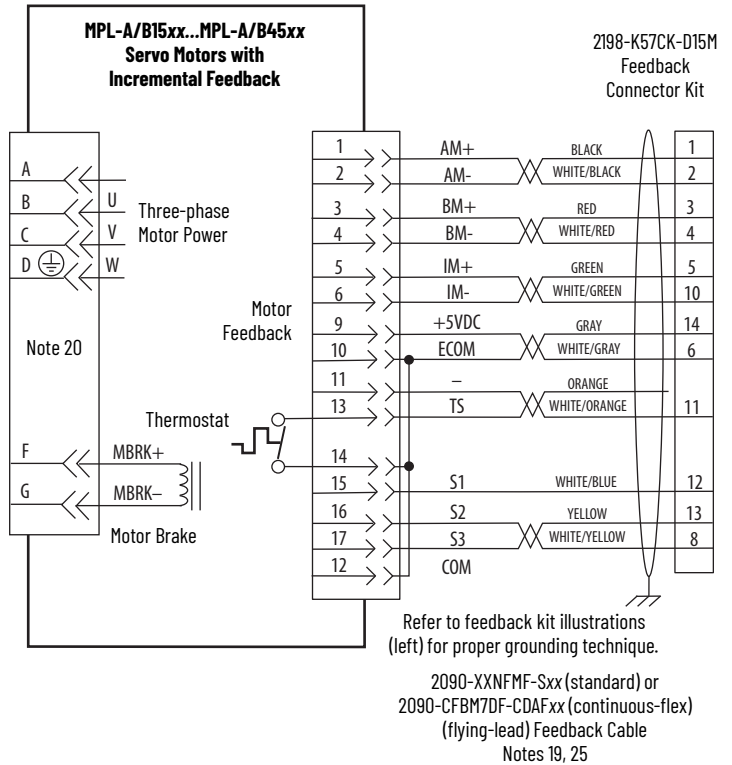 MPL-A/B15xx...MPL-A/B45xx
Servo Motors with
Incremental Feedback
2198-K57CK-D15M
Feedback
Connector Kit
A
B
C
D
U
V
W
Three-phase
Motor Power
Note 20
F
G
MBRK+
MBRK–
Motor Brake
Thermostat
Motor
Feedback
1 AM+ BLACK 1
2 AM- WHITE/BLACK 2
3 BM+ RED 3
4 BM- WHITE/RED 4
5 IM+ GREEN 5
6 IM- WHITE/GREEN 10
9 +5VDC GRAY 14
10 ECOM WHITE/GRAY 6
11 – ORANGE
13 TS WHITE/ORANGE 11
14
15 S1 WHITE/BLUE 12
16 S2 YELLOW 13
17 S3 WHITE/YELLOW 8
12 COM
Refer to feedback kit illustrations
(left) for proper grounding technique.
2090-XXNFMF-Sxx (standard) or
2090-CFBM7DF-CDAFxx (continuous-flex)
(flying-lead) Feedback Cable
Notes 19, 25